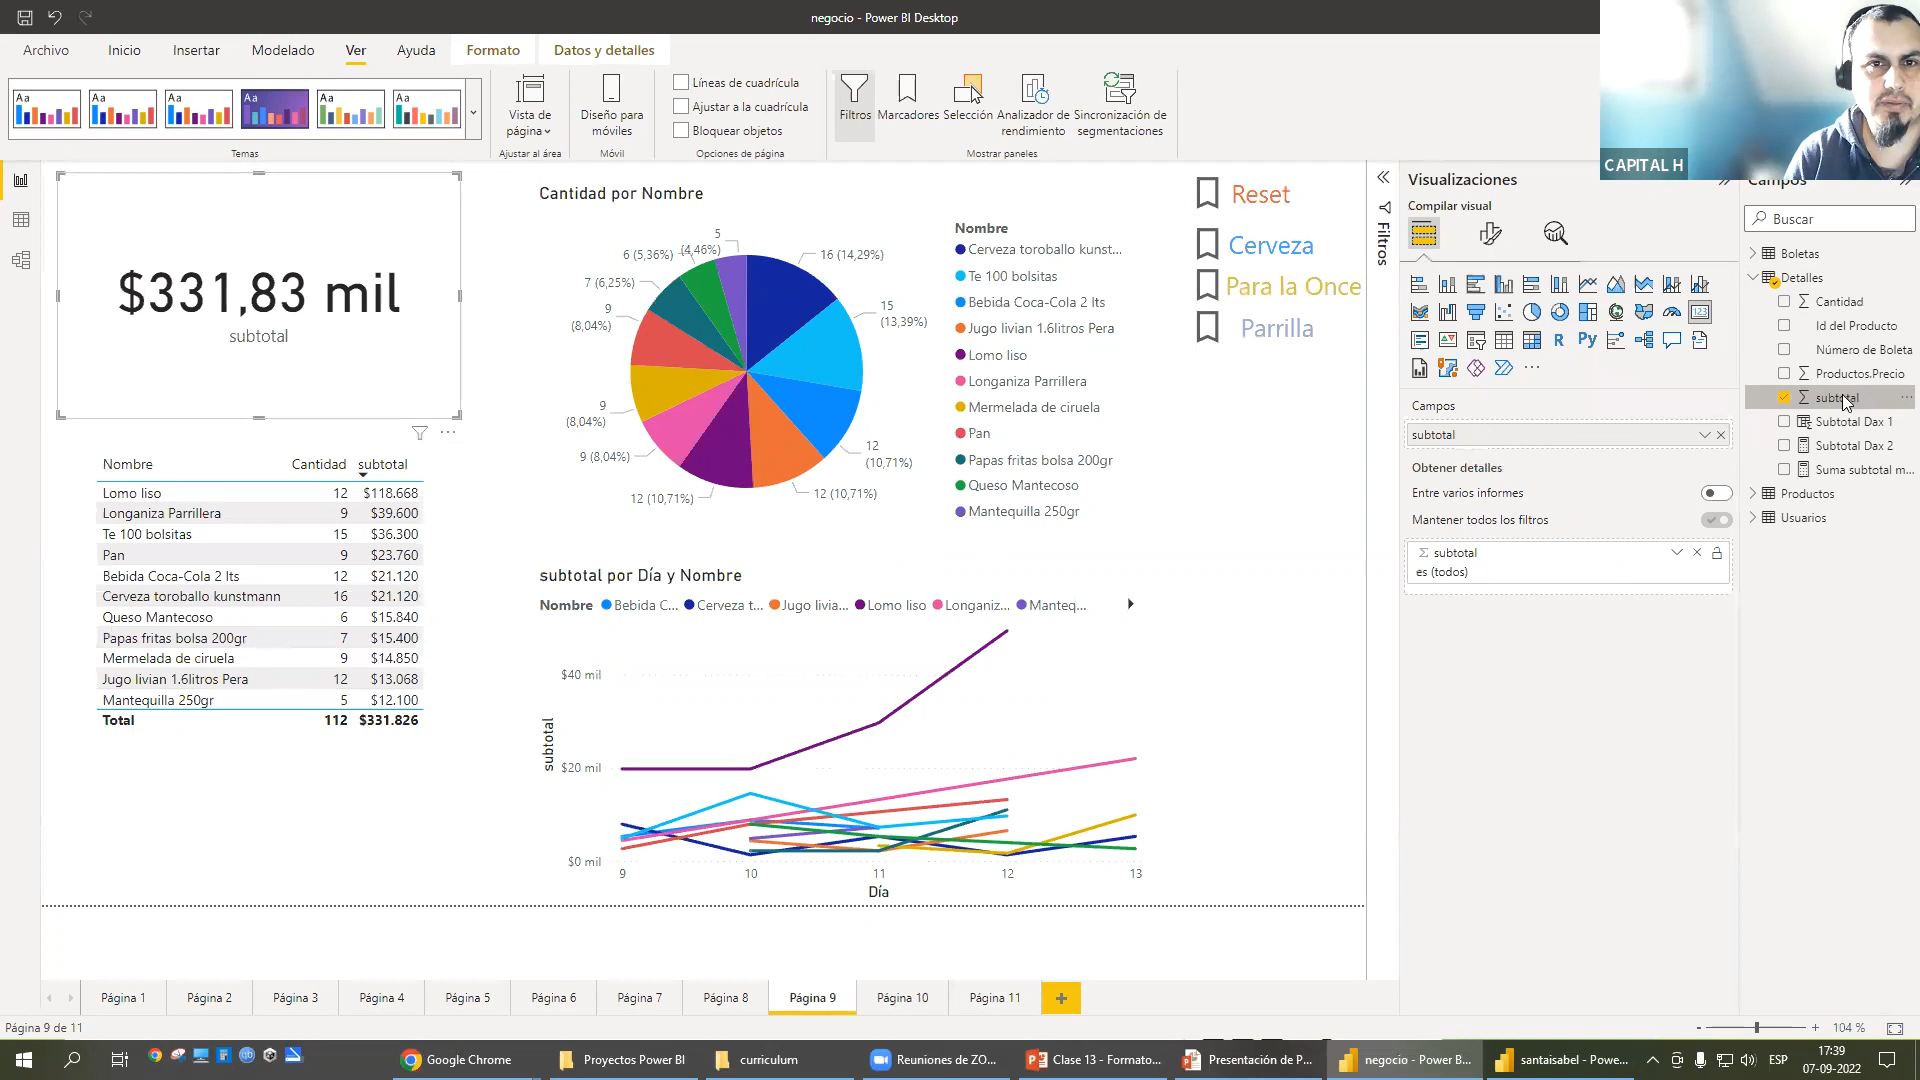 negocio - Power BI Desktop
Archivo Inicio Insertar Modelado Ver Ayuda Formato Datos y detalles
Aa Aa Aa Aa Aa Aa
Temas
Vista de página
Ajustar al área
Diseño para móviles
Móvil
Líneas de cuadrícula
Ajustar a la cuadrícula
Bloquear objetos
Opciones de página
Filtros
Marcadores
Selección
Analizador de rendimiento
Sincronización de segmentaciones
Mostrar paneles
CAPITAL H
$331,83 mil
subtotal
Nombre Cantidad subtotal
Lomo liso 12 $118.668
Longaniza Parrillera 9 $39.600
Te 100 bolsitas 15 $36.300
Pan 9 $23.760
Bebida Coca-Cola 2 lts 12 $21.120
Cerveza toroballo kunstmann 16 $21.120
Queso Mantecoso 6 $15.840
Papas fritas bolsa 200gr 7 $15.400
Mermelada de ciruela 9 $14.850
Jugo livian 1.6litros Pera 12 $13.068
Mantequilla 250gr 5 $12.100
Total 112 $331.826
Cantidad por Nombre
16 (14,29%)
15
(13,39%)
12
(10,71%)
12 (10,71%)
12 (10,71%)
9 (8,04%)
9
(8,04%)
9
(8,04%)
7 (6,25%)
6 (5,36%)
5
(4,46%)
Nombre
Cerveza toroballo kunst...
Te 100 bolsitas
Bebida Coca-Cola 2 lts
Jugo livian 1.6litros Pera
Lomo liso
Longaniza Parrillera
Mermelada de ciruela
Pan
Papas fritas bolsa 200gr
Queso Mantecoso
Mantequilla 250gr
Reset
Cerveza
Para la Once
Parrilla
subtotal por Día y Nombre
Nombre Bebida C... Cerveza t... Jugo livia... Lomo liso Longaniz... Manteq...
subtotal
$40 mil
$20 mil
$0 mil
9 10 11 12 13
Día
Filtros
Visualizaciones
Compilar visual
123
R Py
...
Campos
subtotal
Obtener detalles
Entre varios informes
Mantener todos los filtros
subtotal
es (todos)
Campos
Buscar
Boletas
Detalles
Cantidad
Id del Producto
Número de Boleta
Productos.Precio
subtotal
Subtotal Dax 1
Subtotal Dax 2
Suma subtotal m...
Productos
Usuarios
Página 1 Página 2 Página 3 Página 4 Página 5 Página 6 Página 7 Página 8 Página 9 Página 10 Página 11
Página 9 de 11
- + 104 %
Google Chrome
Proyectos Power BI
curriculum
Reuniones de ZO...
Clase 13 - Formato...
Presentación de P...
negocio - Power B...
santaisabel - Powe...
ESP
17:39
07-09-2022